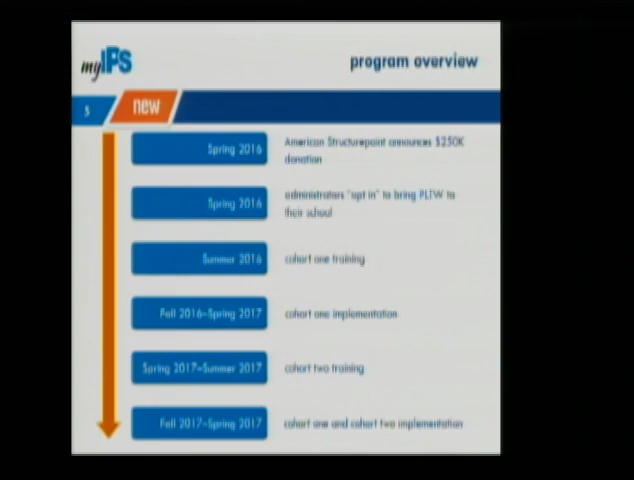 myIPS
program overview
5
new
Spring 2016
American Structurepoint announces $250K
donation
Spring 2016
administrators "opt in" to bring PLTW to
their school
Summer 2016
cohort one training
Fall 2016–Spring 2017
cohort one implementation
Spring 2017–Summer 2017
cohort two training
Fall 2017–Spring 2017
cohort one and cohort two implementation